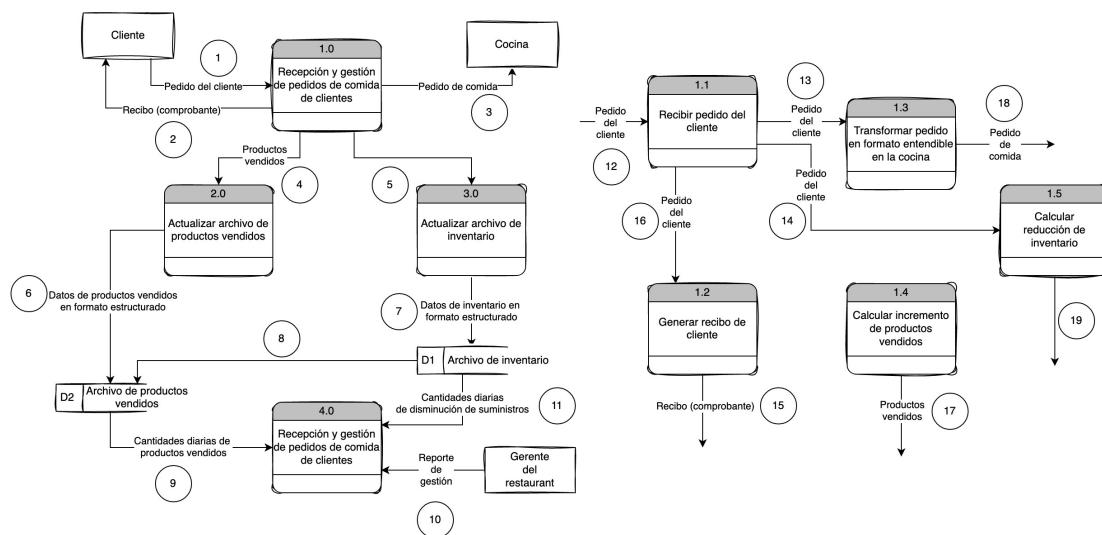 Cliente
1
Pedido del cliente
Recibo (comprobante)
2
1.0
Recepción y gestión
de pedidos de comida
de clientes
Cocina
Pedido de comida
3
Productos
vendidos
4
5
2.0
Actualizar archivo de
productos vendidos
3.0
Actualizar archivo de
inventario
6
Datos de productos vendidos
en formato estructurado
7
Datos de inventario en
formato estructurado
8
D1
Archivo de inventario
D2
Archivo de productos
vendidos
Cantidades diarias
de disminución de suministros
11
4.0
Recepción y gestión
de pedidos de comida
de clientes
Cantidades diarias de
productos vendidos
9
Reporte
de
gestión
10
Gerente
del
restaurant
Pedido
del
cliente
12
1.1
Recibir pedido del
cliente
13
Pedido
del
cliente
1.3
Transformar pedido
en formato entendible
en la cocina
18
Pedido
de
comida
Pedido
del
cliente
14
16
Pedido
del
cliente
1.5
Calcular
reducción de
inventario
19
1.2
Generar recibo de
cliente
Recibo (comprobante)
15
1.4
Calcular incremento
de productos
vendidos
Productos
vendidos
17